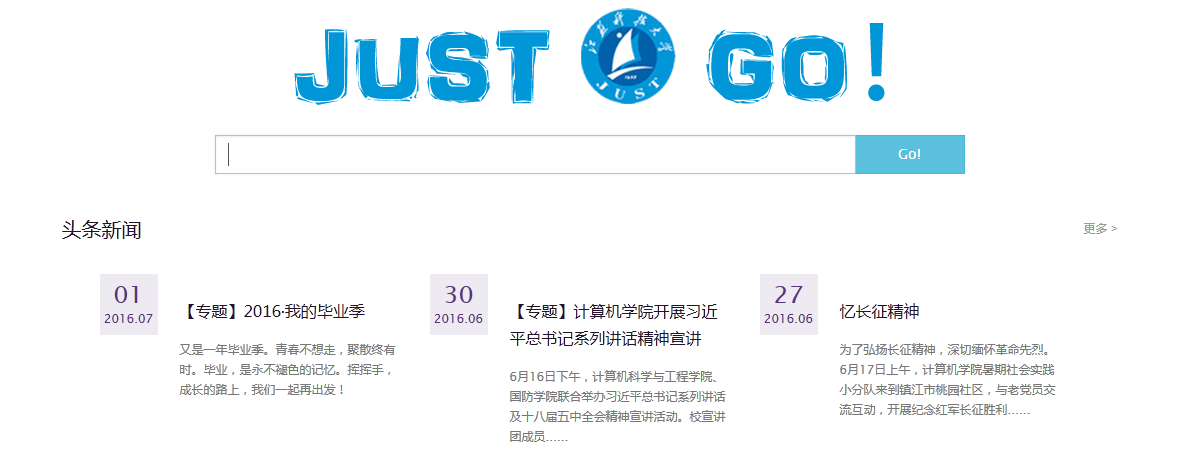 JUST GO!
江苏科技大学
1933
JUST
Go!
头条新闻
更多 >
01
2016.07
【专题】2016·我的毕业季
又是一年毕业季。青春不想走，聚散终有
时。毕业，是永不褪色的记忆。挥挥手，
成长的路上，我们一起再出发！
30
2016.06
【专题】计算机学院开展习近
平总书记系列讲话精神宣讲
6月16日下午，计算机科学与工程学院、
国防学院联合举办习近平总书记系列讲话
及十八届五中全会精神宣讲活动。校宣讲
团成员......
27
2016.06
忆长征精神
为了弘扬长征精神，深切缅怀革命先烈。
6月17日上午，计算机学院暑期社会实践
小分队来到镇江市桃园社区，与老党员交
流互动，开展纪念红军长征胜利......